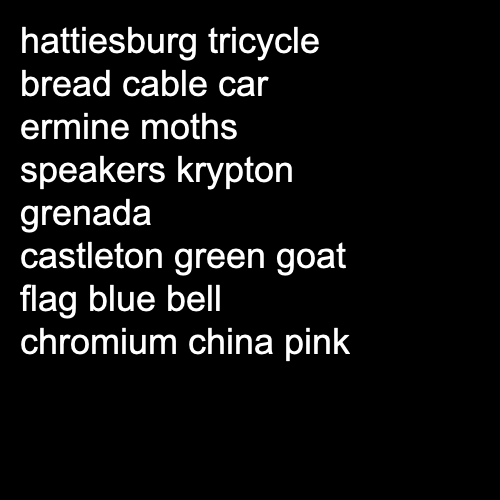 hattiesburg tricycle
bread cable car
ermine moths
speakers krypton
grenada
castleton green goat
flag blue bell
chromium china pink